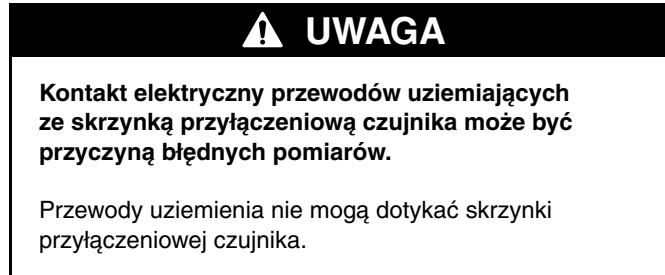 UWAGA
Kontakt elektryczny przewodów uziemiających
ze skrzynką przyłączeniową czujnika może być
przyczyną błędnych pomiarów.
Przewody uziemienia nie mogą dotykać skrzynki
przyłączeniowej czujnika.